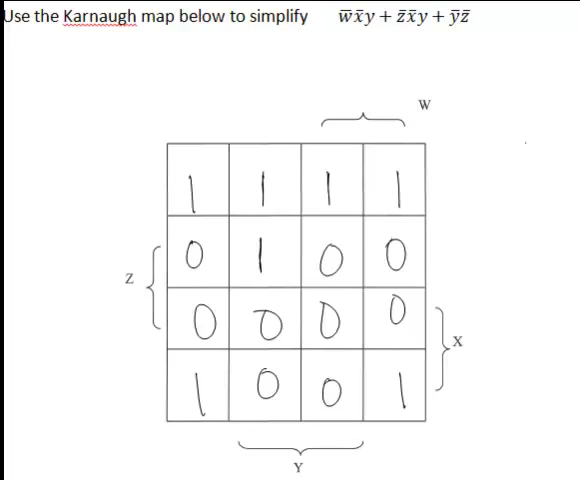 Use the Karnaugh map below to simplify w̅x̅y + z̅x̅y + y̅z̅
W
1 1 1 1
0 1 0 0
Z
0 0 0 0
X
1 0 0 1
Y